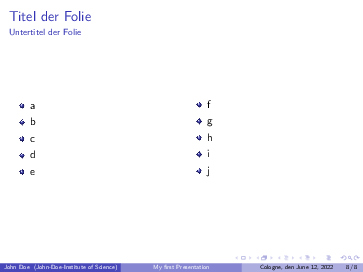 Titel der Folie
Untertitel der Folie
a
b
c
d
e
f
g
h
i
j
John Doe (John-Doe-Institute of Science)
My first Presentation
Cologne, den June 12, 2022
8 / 8